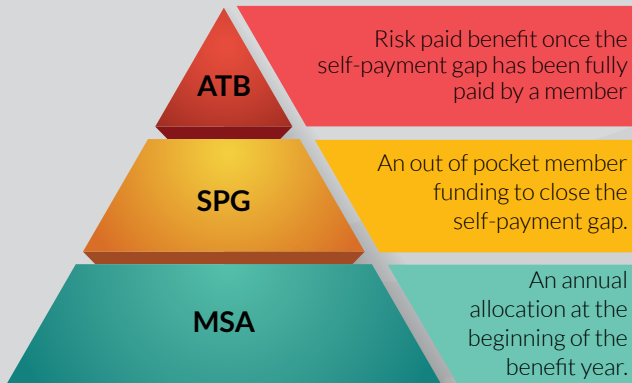 ATB
Risk paid benefit once the
self-payment gap has been fully
paid by a member
SPG
An out of pocket member
funding to close the
self-payment gap.
MSA
An annual
allocation at the
beginning of the
benefit year.